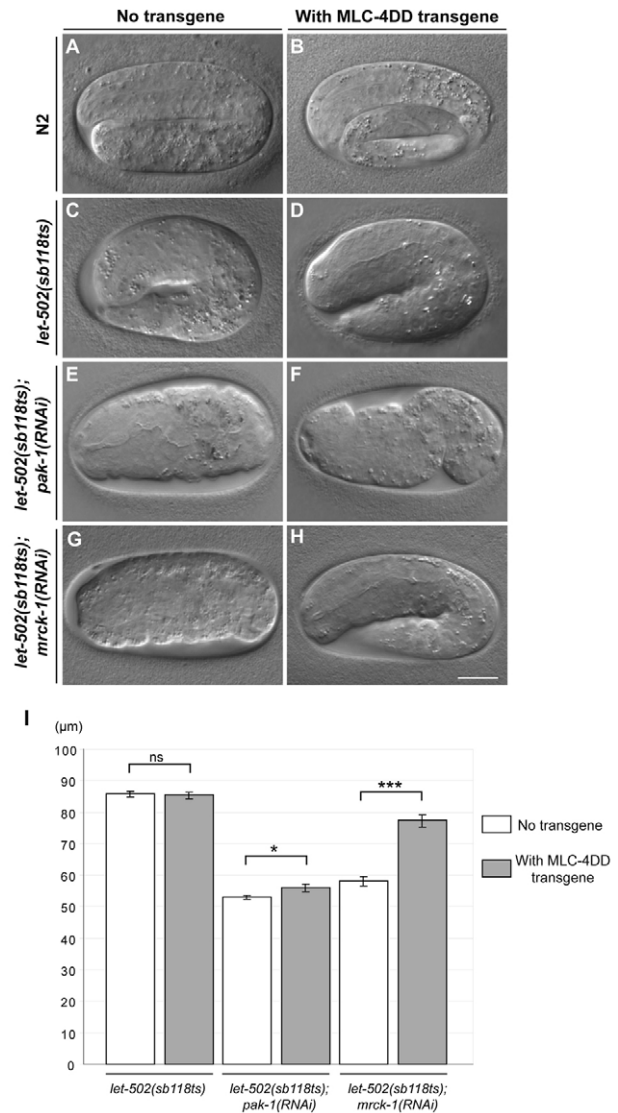 No transgene
With MLC-4DD transgene
N2
A
B
let-502(sb118ts)
C
D
let-502(sb118ts);
pak-1(RNAi)
E
F
let-502(sb118ts);
mrck-1(RNAi)
G
H
I
(µm)
100
90
80
70
60
50
40
30
20
10
0
ns
*
***
No transgene
With MLC-4DD
transgene
let-502(sb118ts)
let-502(sb118ts);
pak-1(RNAi)
let-502(sb118ts);
mrck-1(RNAi)